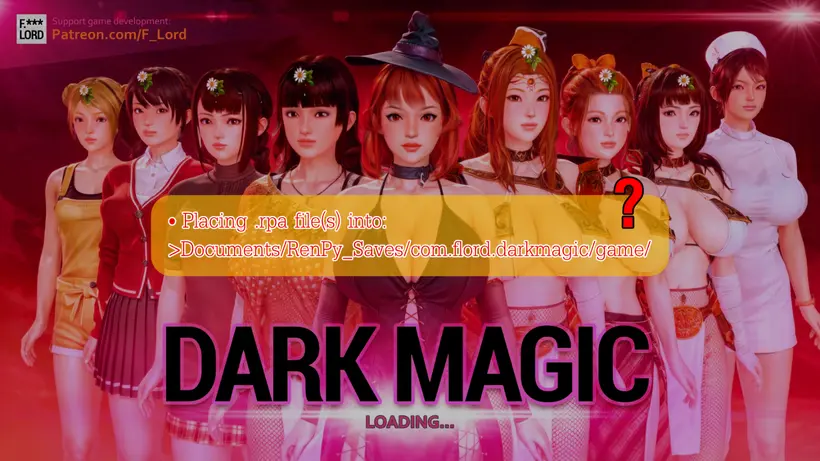 F.***
LORD
Support game development:
Patreon.com/F_Lord
?
• Placing .rpa file(s) into:
>Documents/RenPy_Saves/com.flord.darkmagic/game/
DARK MAGIC
LOADING...